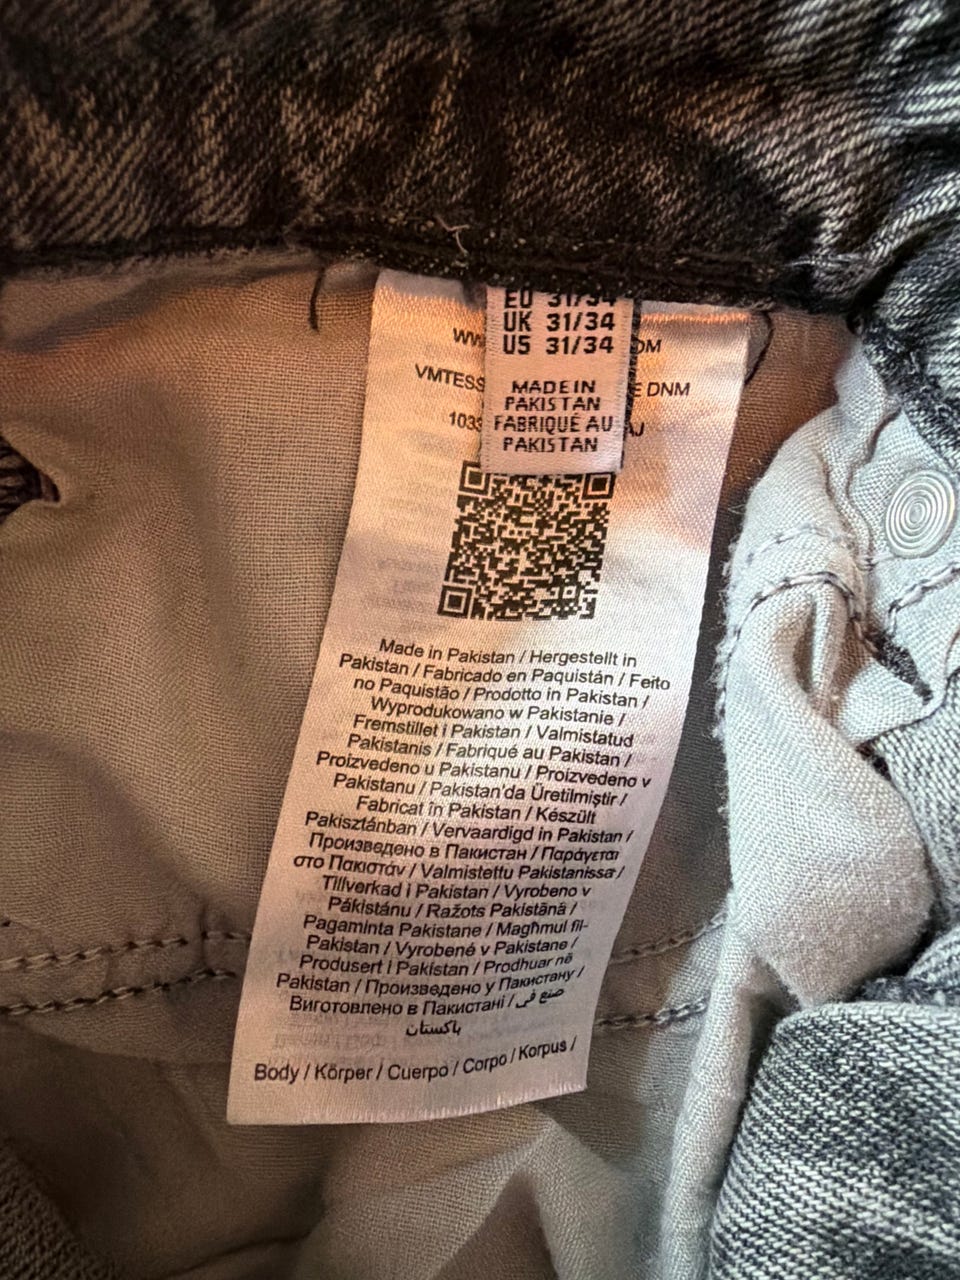 EU 31/34
UK 31/34
US 31/34
MADE IN
PAKISTAN
FABRIQUÉ AU
PAKISTAN
Made in Pakistan / Hergestellt in
Pakistan / Fabricado en Paquistán / Feito
no Paquistão / Prodotto in Pakistan /
Wyprodukowano w Pakistanie /
Fremstillet i Pakistan / Valmistatud
Pakistanis / Fabriqué au Pakistan /
Proizvedeno u Pakistanu / Proizvedeno v
Pakistanu / Pakistan'da Üretilmiştir /
Fabricat în Pakistan / Készült
Pakisztánban / Vervaardigd in Pakistan /
Произведено в Пакистан / Παράγεται
στο Πακιστάν / Valmistettu Pakistanissa /
Tillverkad i Pakistan / Vyrobeno v
Pákistánu / Ražots Pakistānā /
Pagaminta Pakistane / Magħmul fil-
Pakistan / Vyrobené v Pakistane /
Produsert i Pakistan / Prodhuar në
Pakistan / Произведено у Пакистану /
Виготовлено в Пакистані / صنع في
باكستان
Body / Körper / Cuerpo / Corpo / Korpus /